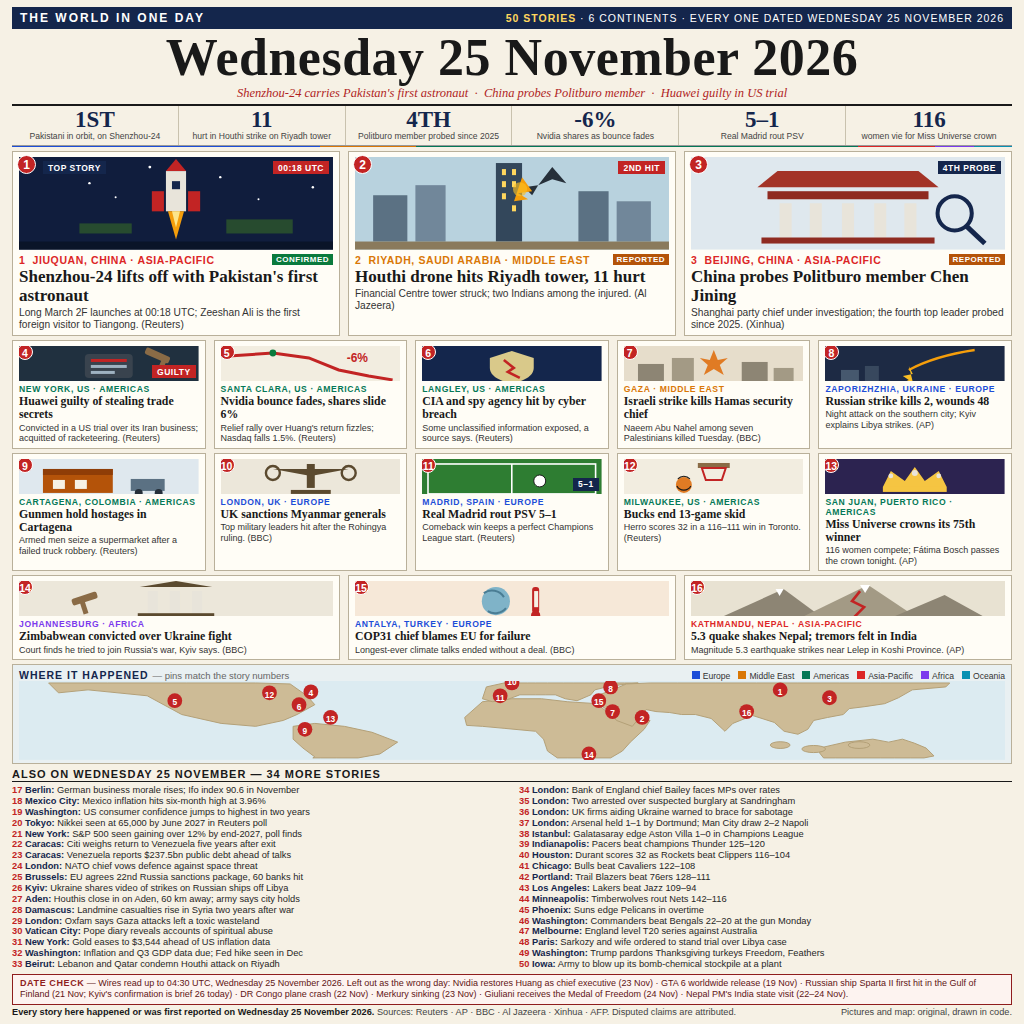 THE WORLD IN ONE DAY
50 STORIES · 6 CONTINENTS · EVERY ONE DATED WEDNESDAY 25 NOVEMBER 2026
Wednesday 25 November 2026
Shenzhou-24 carries Pakistan's first astronaut · China probes Politburo member · Huawei guilty in US trial
1ST
Pakistani in orbit, on Shenzhou-24
11
hurt in Houthi strike on Riyadh tower
4TH
Politburo member probed since 2025
-6%
Nvidia shares as bounce fades
5–1
Real Madrid rout PSV
116
women vie for Miss Universe crown
1
TOP STORY
00:18 UTC
1 JIUQUAN, CHINA · ASIA-PACIFIC
CONFIRMED
Shenzhou-24 lifts off with Pakistan's first
astronaut
Long March 2F launches at 00:18 UTC; Zeeshan Ali is the first
foreign visitor to Tiangong. (Reuters)
2
2ND HIT
2 RIYADH, SAUDI ARABIA · MIDDLE EAST
REPORTED
Houthi drone hits Riyadh tower, 11 hurt
Financial Centre tower struck; two Indians among the injured. (Al
Jazeera)
3
4TH PROBE
3 BEIJING, CHINA · ASIA-PACIFIC
REPORTED
China probes Politburo member Chen
Jining
Shanghai party chief under investigation; the fourth top leader probed
since 2025. (Xinhua)
4
GUILTY
NEW YORK, US · AMERICAS
Huawei guilty of stealing trade
secrets
Convicted in a US trial over its Iran business;
acquitted of racketeering. (Reuters)
5
-6%
SANTA CLARA, US · AMERICAS
Nvidia bounce fades, shares slide
6%
Relief rally over Huang's return fizzles;
Nasdaq falls 1.5%. (Reuters)
6
LANGLEY, US · AMERICAS
CIA and spy agency hit by cyber
breach
Some unclassified information exposed, a
source says. (Reuters)
7
GAZA · MIDDLE EAST
Israeli strike kills Hamas security
chief
Naeem Abu Nahel among seven
Palestinians killed Tuesday. (BBC)
8
ZAPORIZHZHIA, UKRAINE · EUROPE
Russian strike kills 2, wounds 48
Night attack on the southern city; Kyiv
explains Libya strikes. (AP)
9
CARTAGENA, COLOMBIA · AMERICAS
Gunmen hold hostages in
Cartagena
Armed men seize a supermarket after a
failed truck robbery. (Reuters)
10
LONDON, UK · EUROPE
UK sanctions Myanmar generals
Top military leaders hit after the Rohingya
ruling. (BBC)
11
5–1
MADRID, SPAIN · EUROPE
Real Madrid rout PSV 5–1
Comeback win keeps a perfect Champions
League start. (Reuters)
12
MILWAUKEE, US · AMERICAS
Bucks end 13-game skid
Herro scores 32 in a 116–111 win in Toronto.
(Reuters)
13
SAN JUAN, PUERTO RICO ·
AMERICAS
Miss Universe crowns its 75th
winner
116 women compete; Fátima Bosch passes
the crown tonight. (AP)
14
JOHANNESBURG · AFRICA
Zimbabwean convicted over Ukraine fight
Court finds he tried to join Russia's war, Kyiv says. (BBC)
15
ANTALYA, TURKEY · EUROPE
COP31 chief blames EU for failure
Longest-ever climate talks ended without a deal. (BBC)
16
KATHMANDU, NEPAL · ASIA-PACIFIC
5.3 quake shakes Nepal; tremors felt in India
Magnitude 5.3 earthquake strikes near Lelep in Koshi Province. (AP)
WHERE IT HAPPENED — pins match the story numbers
Europe Middle East Americas Asia-Pacific Africa Oceania
5
12
4
6
13
9
10
11
8
15
7
2
14
16
1
3
ALSO ON WEDNESDAY 25 NOVEMBER — 34 MORE STORIES
17 Berlin: German business morale rises; Ifo index 90.6 in November
18 Mexico City: Mexico inflation hits six-month high at 3.96%
19 Washington: US consumer confidence jumps to highest in two years
20 Tokyo: Nikkei seen at 65,000 by June 2027 in Reuters poll
21 New York: S&P 500 seen gaining over 12% by end-2027, poll finds
22 Caracas: Citi weighs return to Venezuela five years after exit
23 Caracas: Venezuela reports $237.5bn public debt ahead of talks
24 London: NATO chief vows defence against space threat
25 Brussels: EU agrees 22nd Russia sanctions package, 60 banks hit
26 Kyiv: Ukraine shares video of strikes on Russian ships off Libya
27 Aden: Houthis close in on Aden, 60 km away; army says city holds
28 Damascus: Landmine casualties rise in Syria two years after war
29 London: Oxfam says Gaza attacks left a toxic wasteland
30 Vatican City: Pope diary reveals accounts of spiritual abuse
31 New York: Gold eases to $3,544 ahead of US inflation data
32 Washington: Inflation and Q3 GDP data due; Fed hike seen in Dec
33 Beirut: Lebanon and Qatar condemn Houthi attack on Riyadh
34 London: Bank of England chief Bailey faces MPs over rates
35 London: Two arrested over suspected burglary at Sandringham
36 London: UK firms aiding Ukraine warned to brace for sabotage
37 London: Arsenal held 1–1 by Dortmund; Man City draw 2–2 Napoli
38 Istanbul: Galatasaray edge Aston Villa 1–0 in Champions League
39 Indianapolis: Pacers beat champions Thunder 125–120
40 Houston: Durant scores 32 as Rockets beat Clippers 116–104
41 Chicago: Bulls beat Cavaliers 122–108
42 Portland: Trail Blazers beat 76ers 128–111
43 Los Angeles: Lakers beat Jazz 109–94
44 Minneapolis: Timberwolves rout Nets 142–116
45 Phoenix: Suns edge Pelicans in overtime
46 Washington: Commanders beat Bengals 22–20 at the gun Monday
47 Melbourne: England level T20 series against Australia
48 Paris: Sarkozy and wife ordered to stand trial over Libya case
49 Washington: Trump pardons Thanksgiving turkeys Freedom, Feathers
50 Iowa: Army to blow up its bomb-chemical stockpile at a plant
DATE CHECK — Wires read up to 04:30 UTC, Wednesday 25 November 2026. Left out as the wrong day: Nvidia restores Huang as chief executive (23 Nov) · GTA 6 worldwide release (19 Nov) · Russian ship Sparta II first hit in the Gulf of
Finland (21 Nov; Kyiv's confirmation is brief 26 today) · DR Congo plane crash (22 Nov) · Merkury sinking (23 Nov) · Giuliani receives the Medal of Freedom (24 Nov) · Nepal PM's India state visit (22–24 Nov).
Every story here happened or was first reported on Wednesday 25 November 2026. Sources: Reuters · AP · BBC · Al Jazeera · Xinhua · AFP. Disputed claims are attributed.
Pictures and map: original, drawn in code.